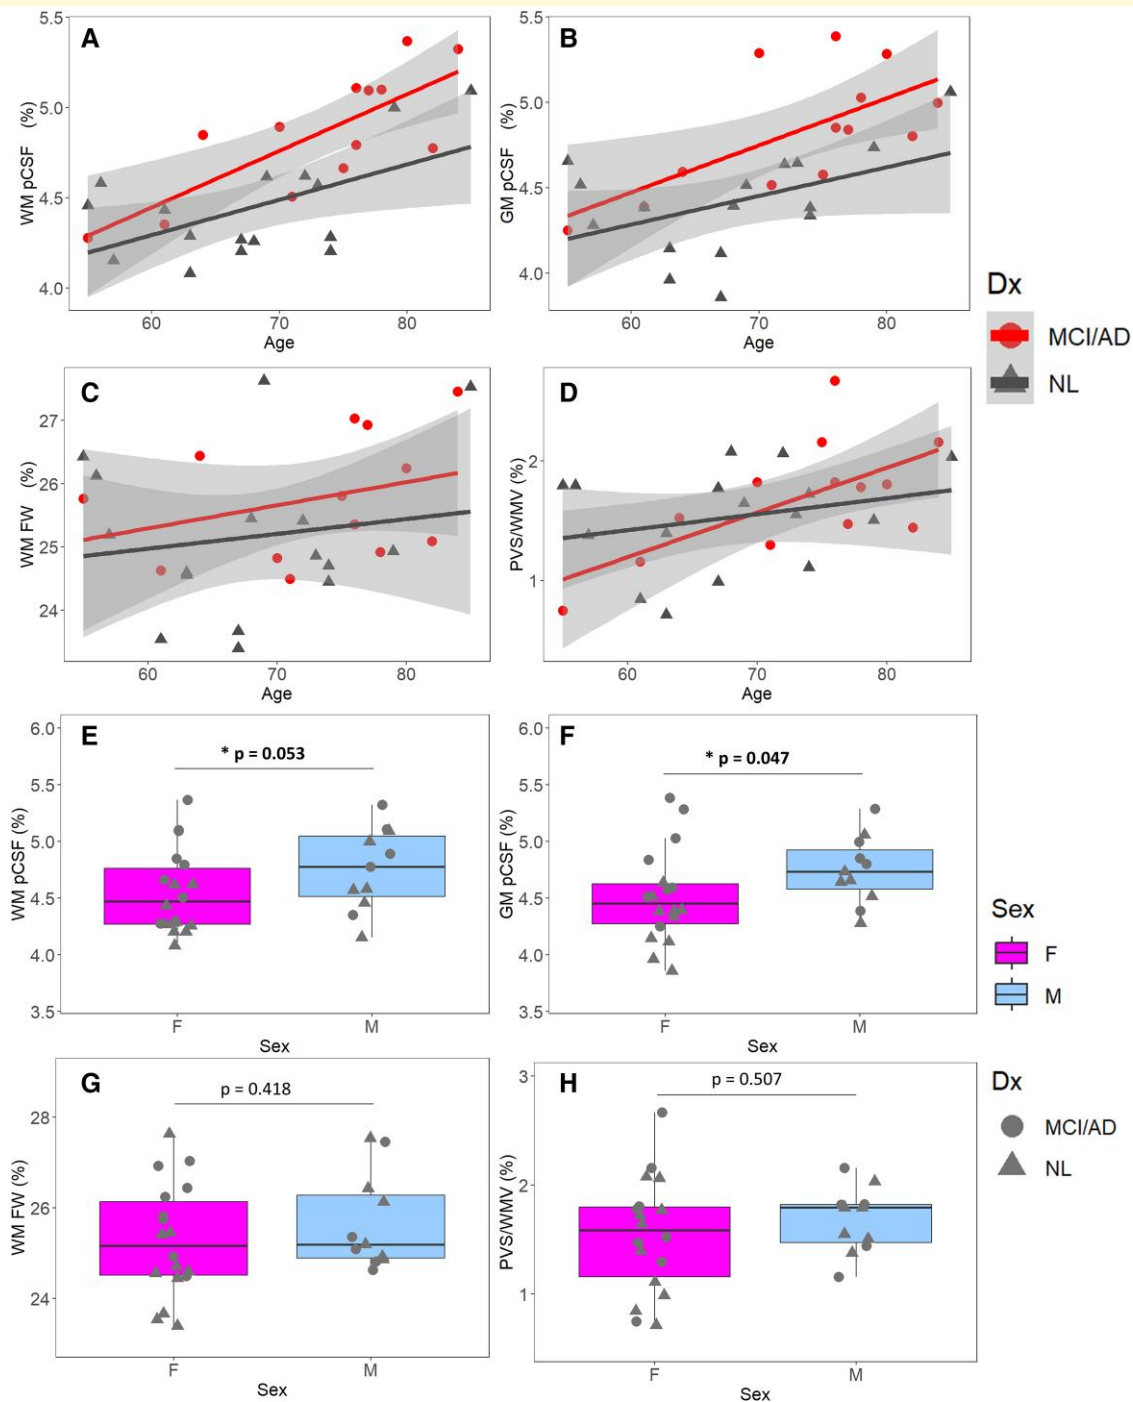 A
5.5
5.0
4.5
4.0
WM pCSF (%)
60 70 80
Age
B
5.5
5.0
4.5
4.0
GM pCSF (%)
60 70 80
Age
Dx
MCI/AD
NL
C
27
26
25
24
WM FW (%)
60 70 80
Age
D
2
1
PVS/WMV (%)
60 70 80
Age
E
* p = 0.053
6.0
5.5
5.0
4.5
4.0
3.5
WM pCSF (%)
F M
Sex
F
* p = 0.047
6.0
5.5
5.0
4.5
4.0
3.5
GM pCSF (%)
F M
Sex
Sex
F
M
G
p = 0.418
28
26
24
WM FW (%)
F M
Sex
H
p = 0.507
3
2
1
PVS/WMV (%)
F M
Sex
Dx
MCI/AD
NL